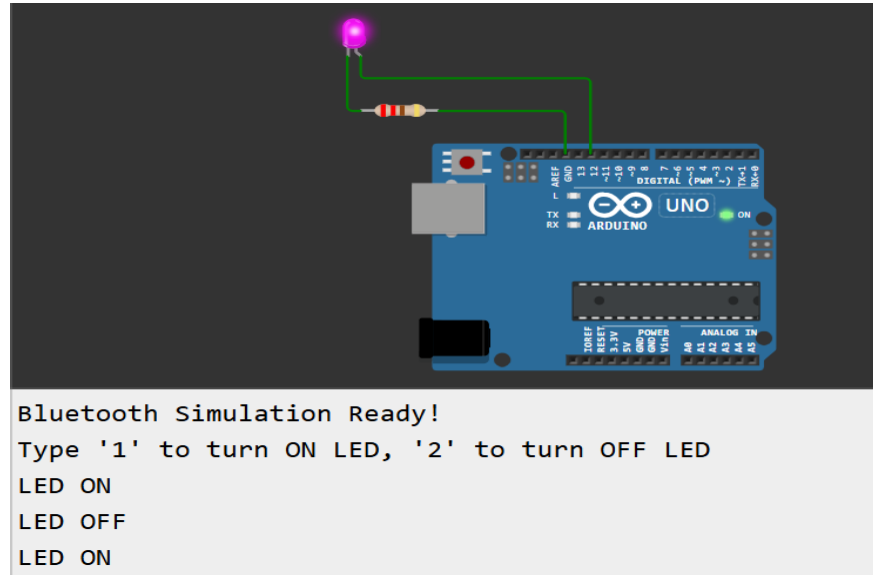 AREF GND 13 12 ~11 ~10 ~9 8 7 ~6 ~5 4 ~3 2 TX→1 RX←0
DIGITAL (PWM ~)
L
TX
RX
UNO
ON
ARDUINO
IOREF RESET 3.3V 5V GND GND Vin A0 A1 A2 A3 A4 A5
POWER
ANALOG IN
Bluetooth Simulation Ready!
Type '1' to turn ON LED, '2' to turn OFF LED
LED ON
LED OFF
LED ON